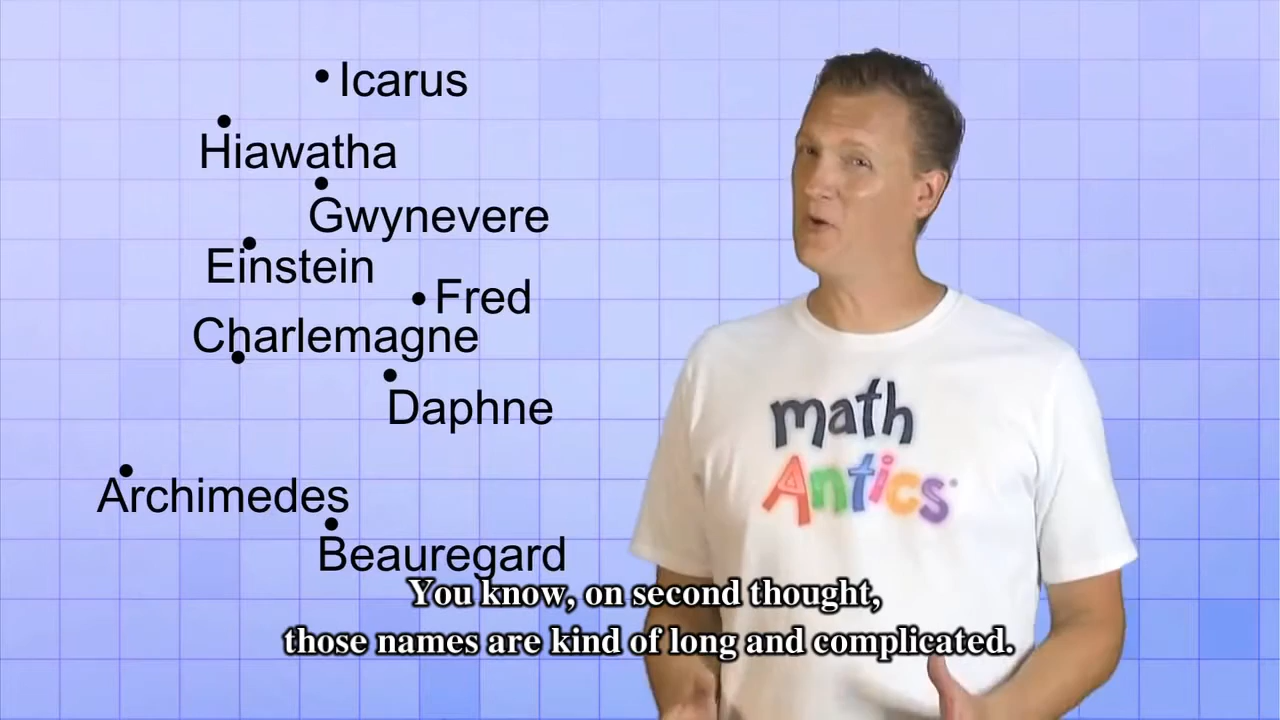 Icarus
Hiawatha
Gwynevere
Einstein
Fred
Charlemagne
Daphne
Archimedes
Beauregard
math
Antics
You know, on second thought,
those names are kind of long and complicated.